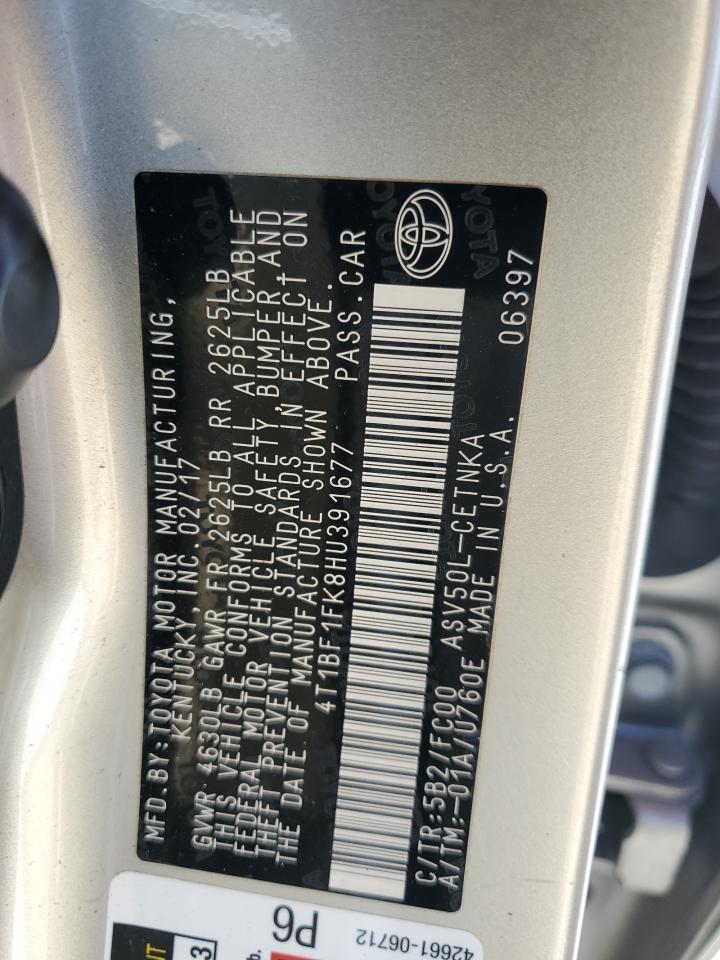 MFD.BY:TOYOTA MOTOR MANUFACTURING,
KENTUCKY, INC.02/17
GVWR 4630LB GAWR FR 2625LB RR 2625LB
THIS VEHICLE CONFORMS TO ALL APPLICABLE
FEDERAL MOTOR VEHICLE SAFETY,BUMPER AND
THEFT PREVENTION STANDARDS IN EFFECT ON
THE DATE OF MANUFACTURE SHOWN ABOVE.
4T1BF1FK8HU391677 PASS.CAR
C/TR:5B2/FC00 ASV50L-CETNKA
A/TM:-01A/U760E MADE IN U.S.A. 06397
P6
42661-06712
3